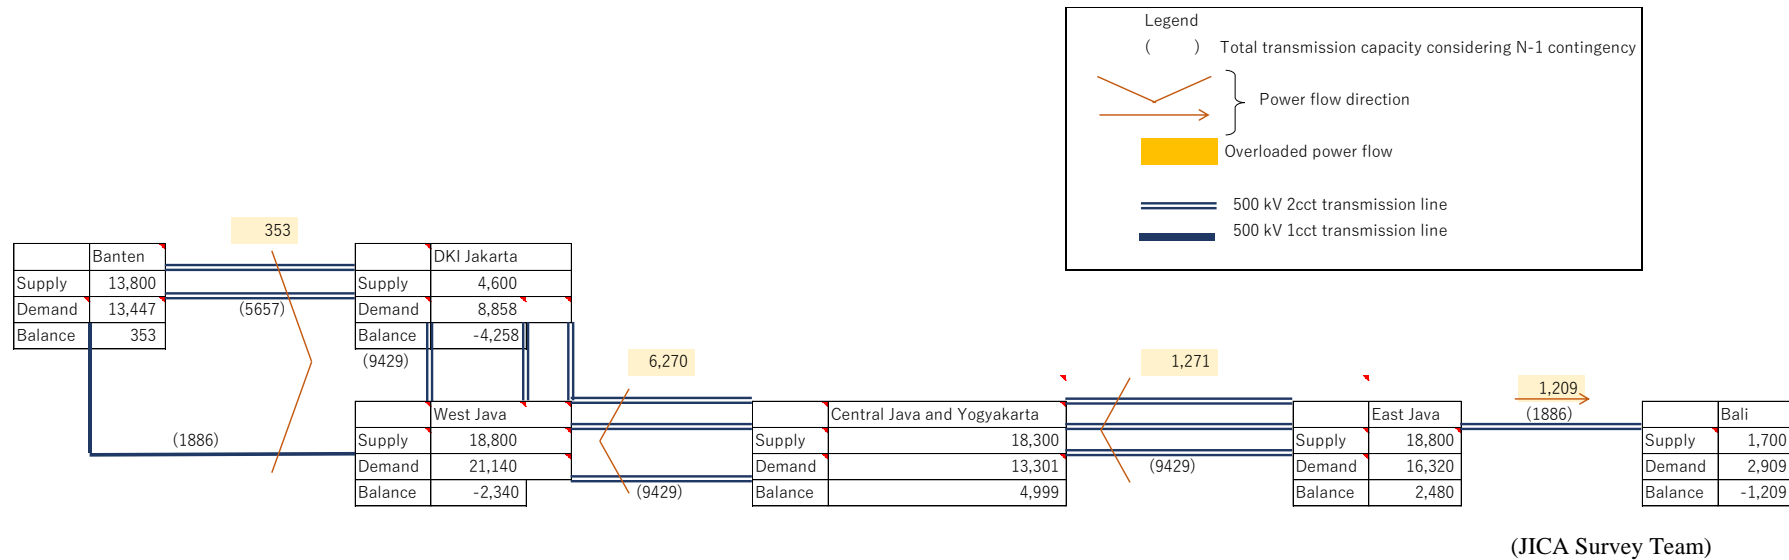 Legend
( ) Total transmission capacity considering N-1 contingency
Power flow direction
Overloaded power flow
500 kV 2cct transmission line
500 kV 1cct transmission line
353
Banten
Supply 13,800
Demand 13,447
Balance 353
(5657)
(1886)
DKI Jakarta
Supply 4,600
Demand 8,858
Balance -4,258
(9429)
West Java
Supply 18,800
Demand 21,140
Balance -2,340
6,270
(9429)
Central Java and Yogyakarta
Supply 18,300
Demand 13,301
Balance 4,999
1,271
(9429)
East Java
Supply 18,800
Demand 16,320
Balance 2,480
1,209
(1886)
Bali
Supply 1,700
Demand 2,909
Balance -1,209
(JICA Survey Team)